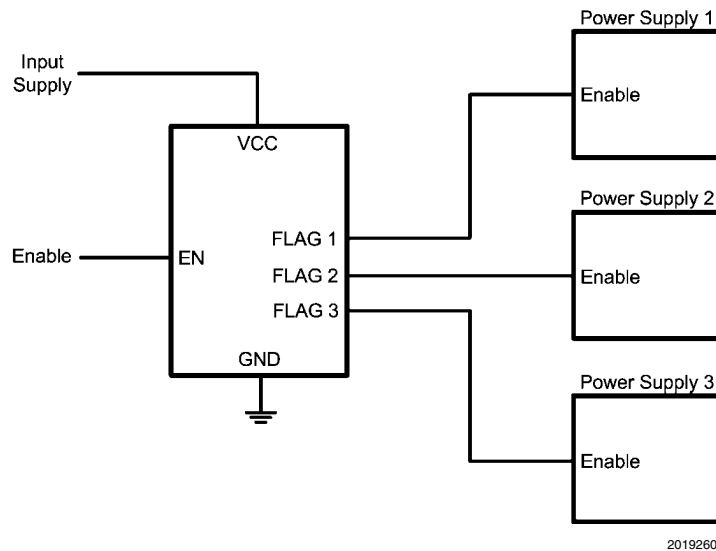 Power Supply 1
Input
Supply
Enable
VCC
Power Supply 2
FLAG 1
Enable
EN
FLAG 2
Enable
FLAG 3
GND
Power Supply 3
Enable
2019260